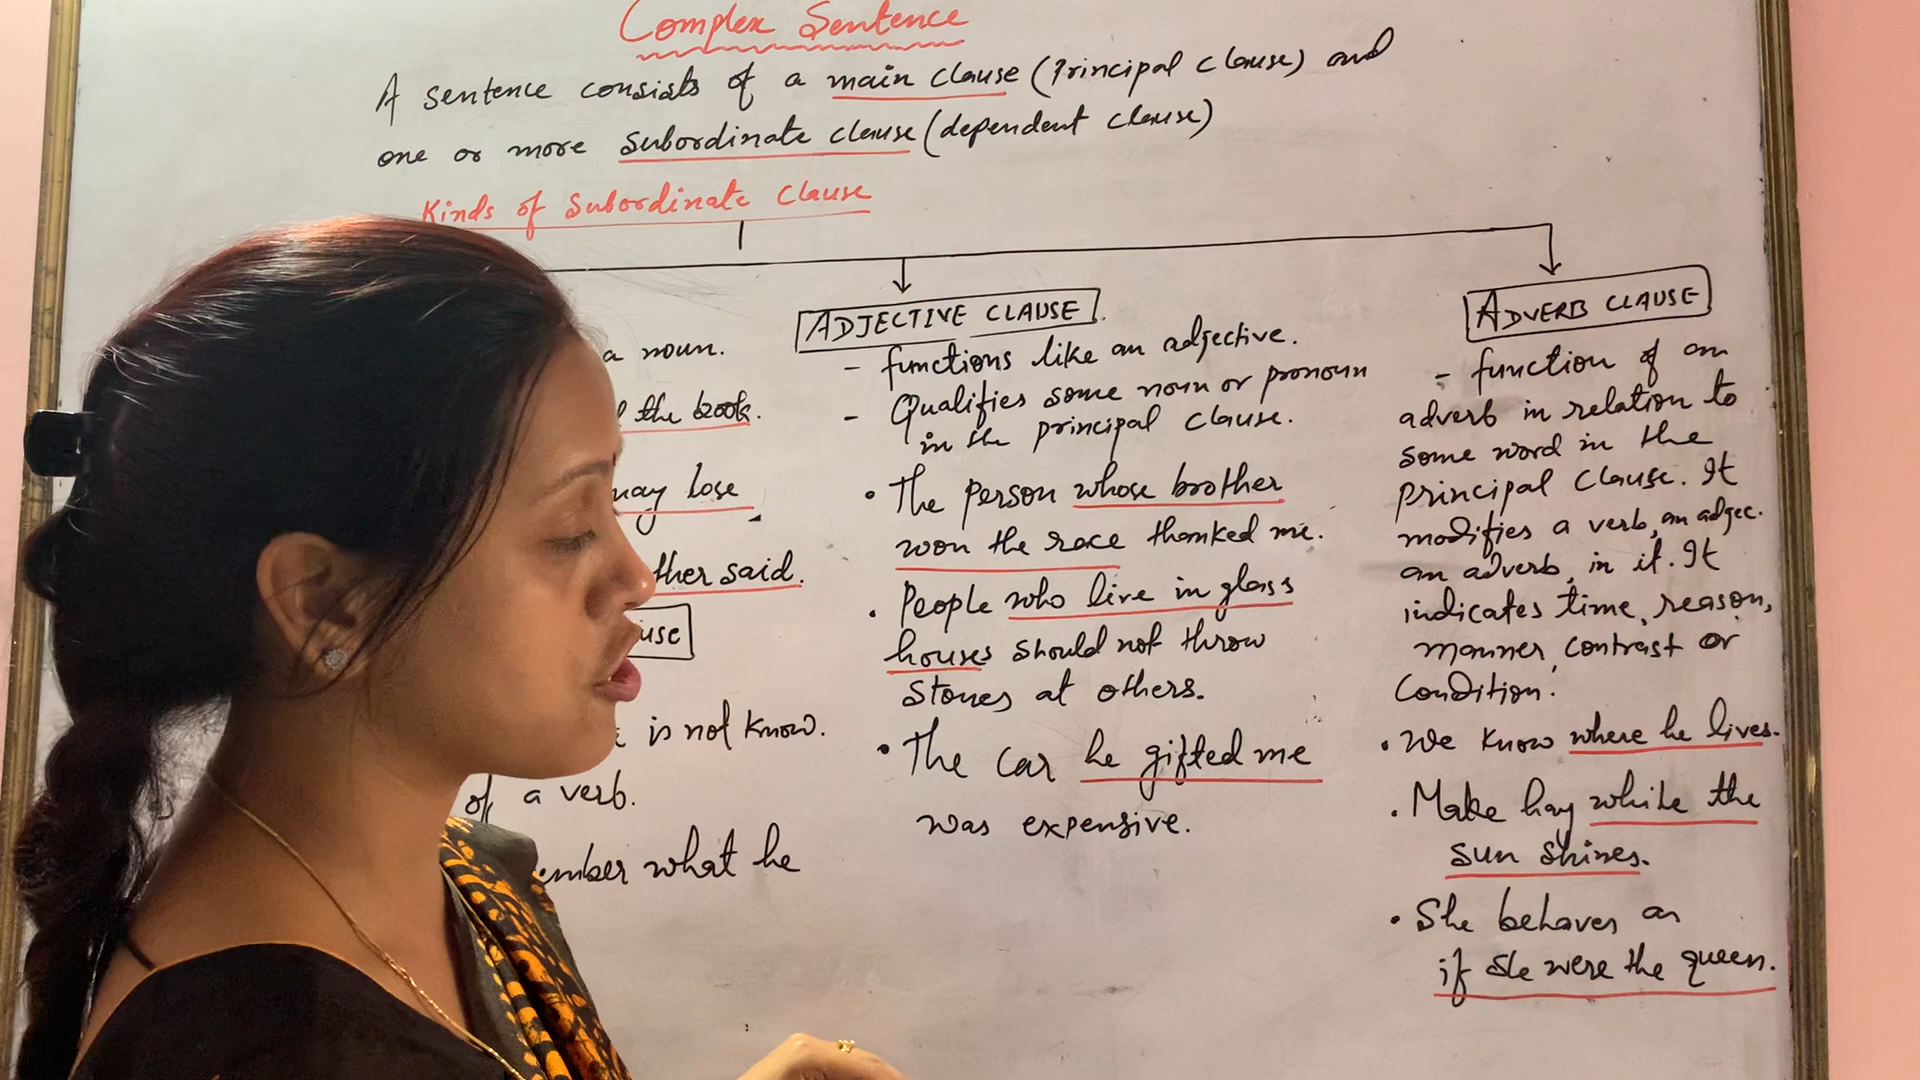 Complex Sentence
A sentence consists of a main clause (Principal clause) and
one or more subordinate clause (dependent clause)
Kinds of Subordinate Clause
a noun.
the book.
may lose
ther said.
use
is not know.
of a verb.
ember what he
ADJECTIVE CLAUSE
- functions like an adjective.
- Qualifies some noun or pronoun
in the principal clause.
• The person whose brother
won the race thanked me.
• People who live in glass
houses should not throw
stones at others.
• The car he gifted me
was expensive.
ADVERB CLAUSE
- function of an
adverb in relation to
some word in the
principal clause. It
modifies a verb, an adjec.
an adverb, in it. It
indicates time, reason,
manner, contrast or
condition.
• We know where he lives.
• Make hay while the
sun shines.
• She behaves as
if she were the queen.